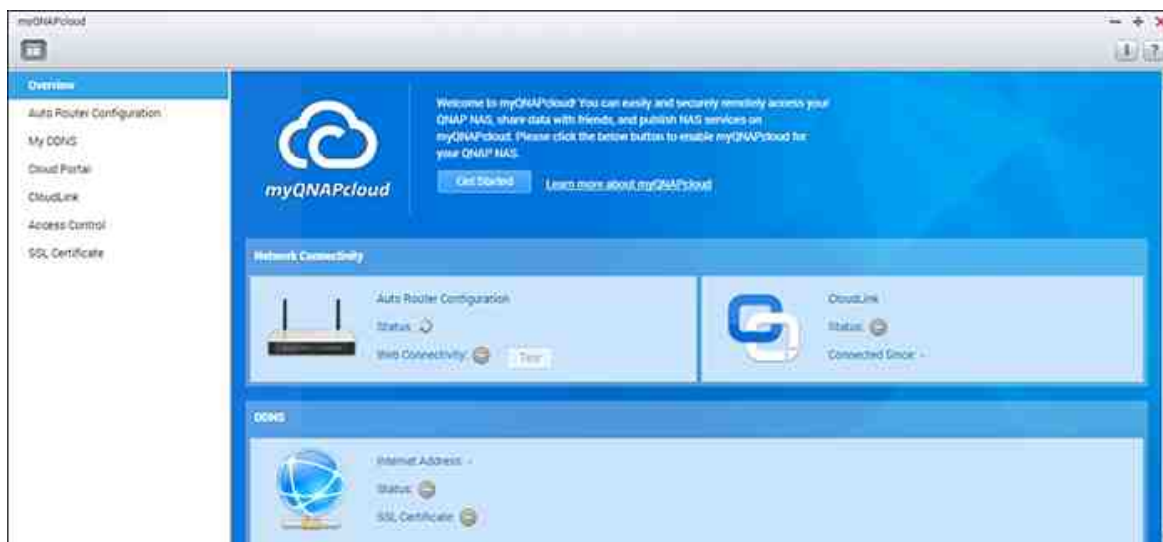 myQNAPcloud
Overview
Auto Router Configuration
My DDNS
Cloud Portal
CloudLink
Access Control
SSL Certificate
myQNAPcloud
Welcome to myQNAPcloud! You can easily and securely remotely access your
QNAP NAS, share data with friends, and publish NAS services on
myQNAPcloud. Please click the below button to enable myQNAPcloud for
your QNAP NAS.
Get Started
Learn more about myQNAPcloud
Network Connectivity
Auto Router Configuration
Status:
Web Connectivity:
Test
CloudLink
Status:
Connected Since: -
DDNS
Internet Address: -
Status:
SSL Certificate: